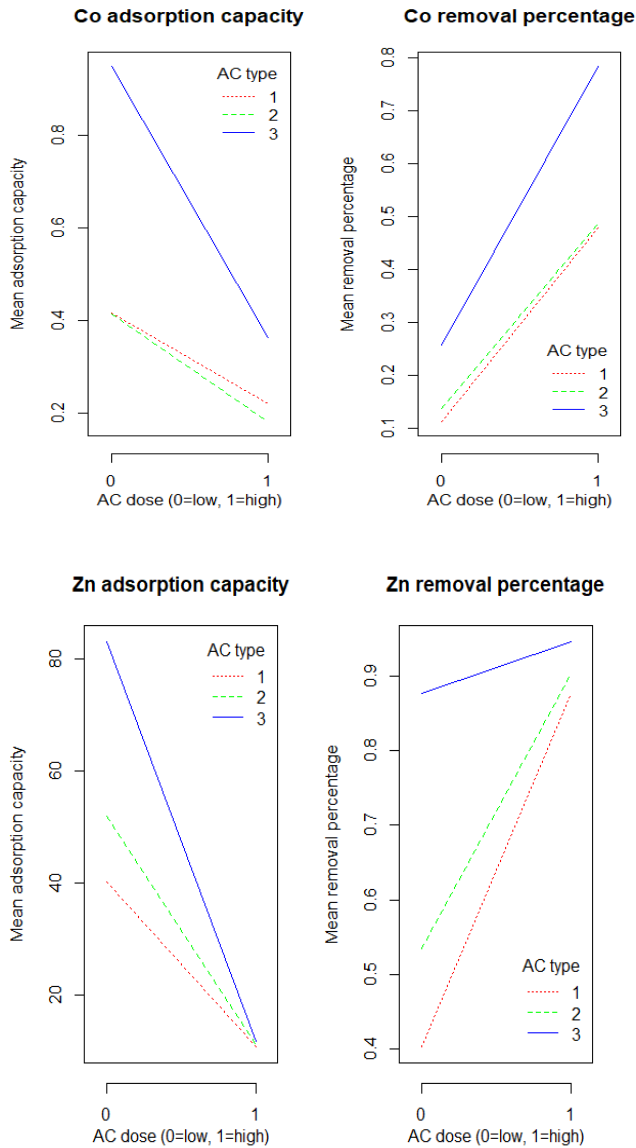 Co adsorption capacity
Mean adsorption capacity
0.2
0.4
0.6
0.8
AC type
1
2
3
0
1
AC dose (0=low, 1=high)
Co removal percentage
Mean removal percentage
0.1
0.2
0.3
0.4
0.5
0.6
0.7
0.8
AC type
1
2
3
0
1
AC dose (0=low, 1=high)
Zn adsorption capacity
Mean adsorption capacity
20
40
60
80
AC type
1
2
3
0
1
AC dose (0=low, 1=high)
Zn removal percentage
Mean removal percentage
0.4
0.5
0.6
0.7
0.8
0.9
AC type
1
2
3
0
1
AC dose (0=low, 1=high)